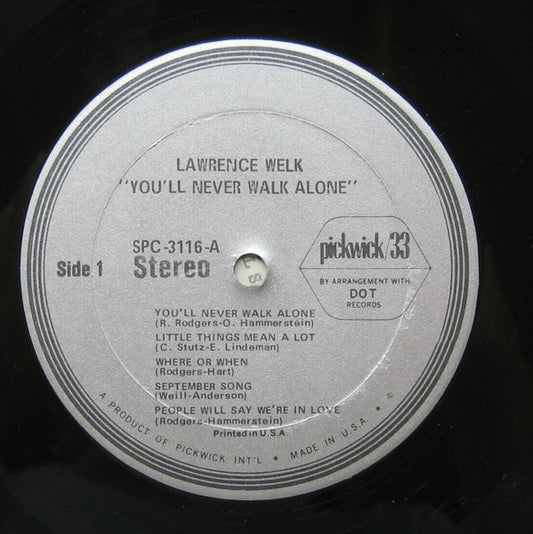 LAWRENCE WELK
"YOU'LL NEVER WALK ALONE"
SPC-3116-A
Side 1
Stereo
pickwick/33
BY ARRANGEMENT WITH
DOT
RECORDS
YOU'LL NEVER WALK ALONE
(R. Rodgers-O. Hammerstein)
LITTLE THINGS MEAN A LOT
(C. Stutz-E. Lindeman)
WHERE OR WHEN
(Rodgers-Hart)
SEPTEMBER SONG
(Weill-Anderson)
PEOPLE WILL SAY WE'RE IN LOVE
(Rodgers-Hammerstein)
Printed in U.S.A.
A PRODUCT OF PICKWICK INT'L • MADE IN U.S.A. •